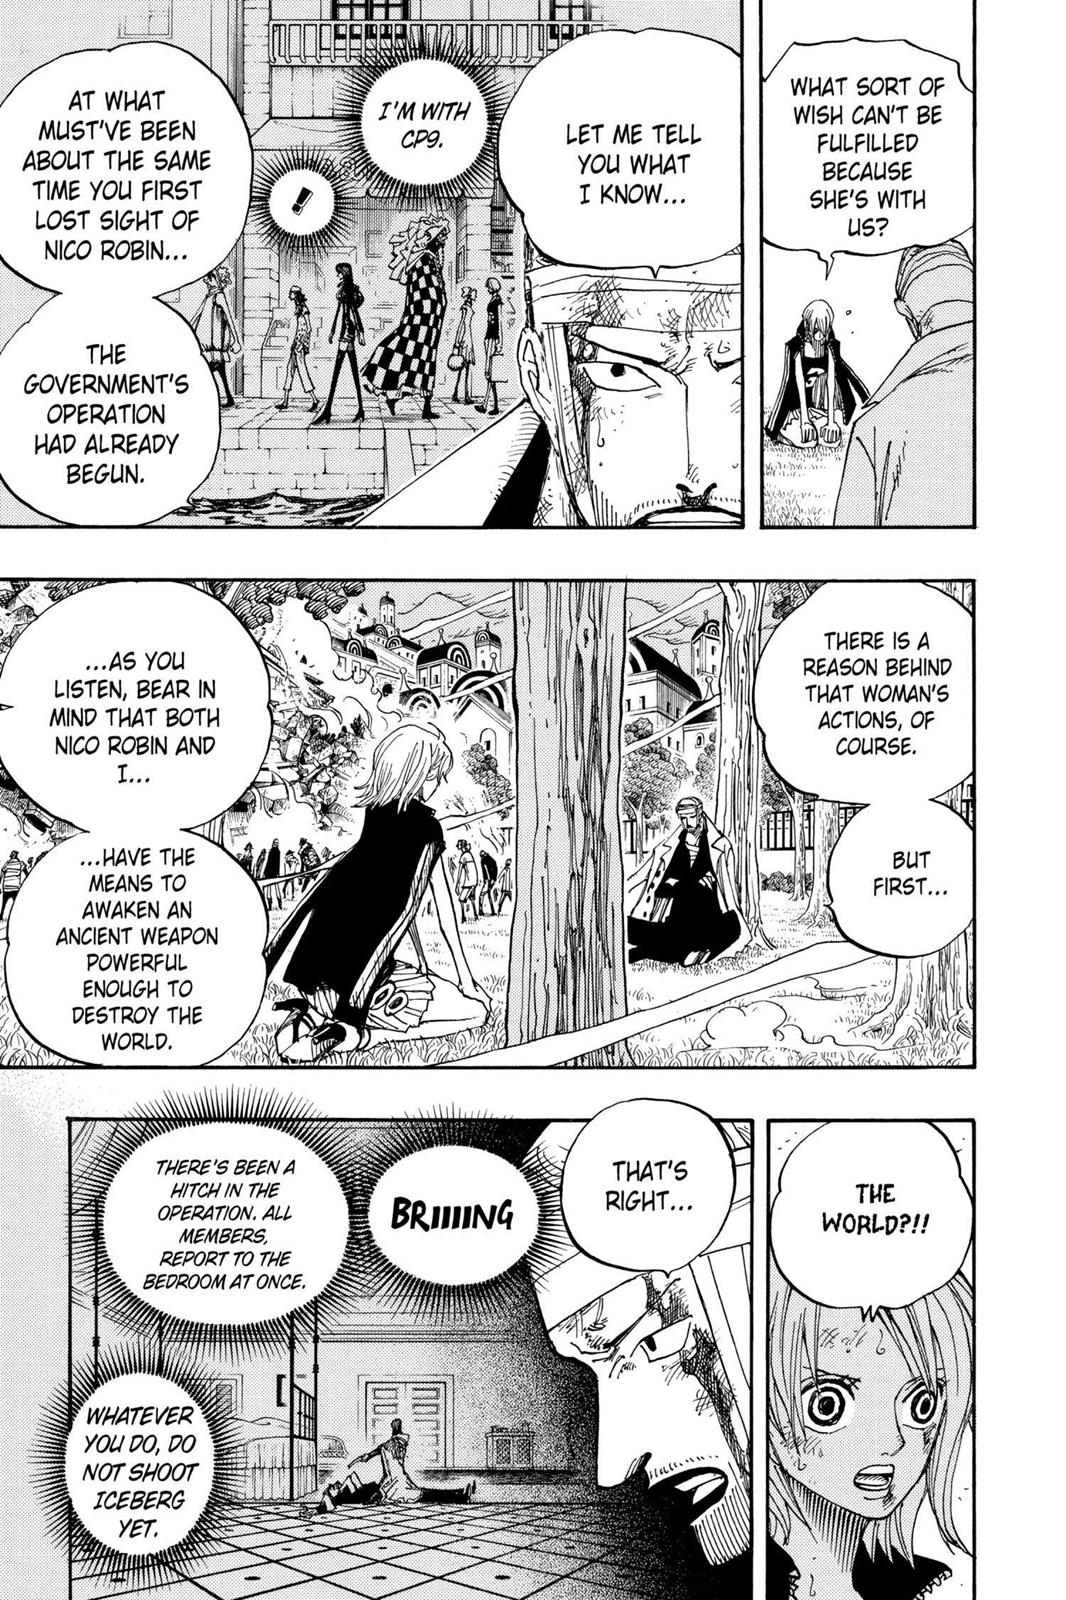 WHAT SORT OF
WISH CAN'T BE
FULFILLED
BECAUSE
SHE'S WITH
US?
LET ME TELL
YOU WHAT
I KNOW...
I'M WITH
CP9.
!
AT WHAT
MUST'VE BEEN
ABOUT THE SAME
TIME YOU FIRST
LOST SIGHT OF
NICO ROBIN...
THE
GOVERNMENT'S
OPERATION
HAD ALREADY
BEGUN.
THERE IS A
REASON BEHIND
THAT WOMAN'S
ACTIONS, OF
COURSE.
BUT
FIRST...
...AS YOU
LISTEN, BEAR IN
MIND THAT BOTH
NICO ROBIN AND
I...
...HAVE THE
MEANS TO
AWAKEN AN
ANCIENT WEAPON
POWERFUL
ENOUGH TO
DESTROY THE
WORLD.
THE
WORLD?!!
THAT'S
RIGHT...
BRIIIIING
THERE'S BEEN A
HITCH IN THE
OPERATION. ALL
MEMBERS,
REPORT TO THE
BEDROOM AT ONCE.
WHATEVER
YOU DO, DO
NOT SHOOT
ICEBERG
YET.